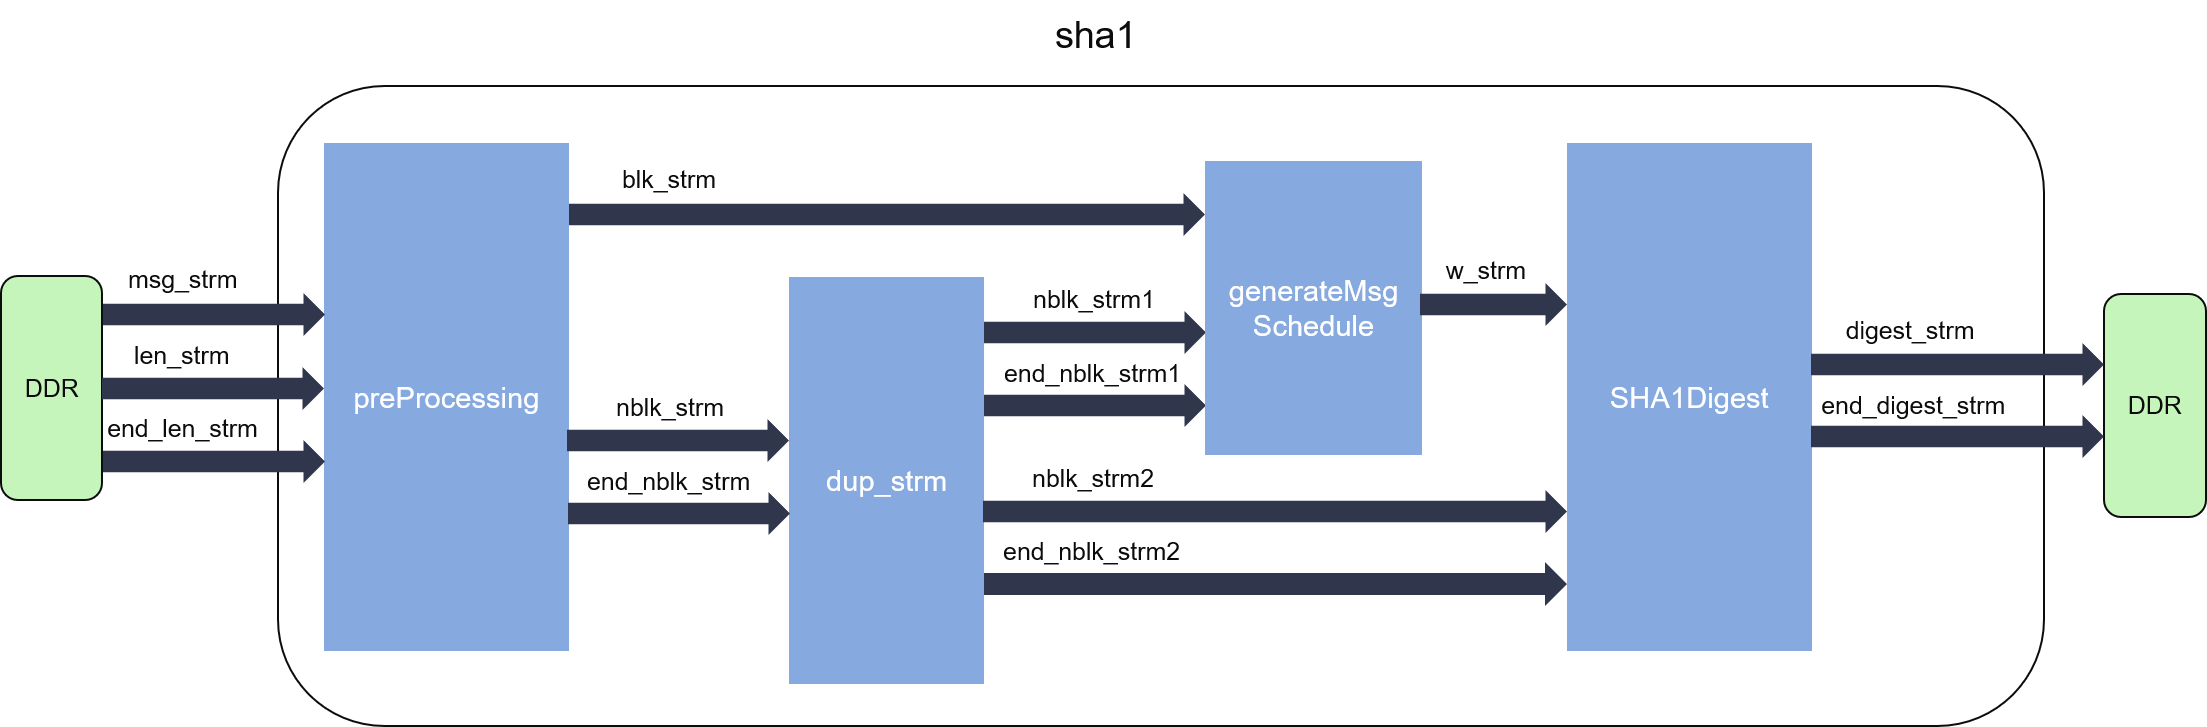 sha1
blk_strm
w_strm
msg_strm
generateMsg
Schedule
nblk_strm1
digest_strm
len_strm
end_nblk_strm1
DDR
preProcessing
SHA1Digest
DDR
nblk_strm
end_digest_strm
end_len_strm
end_nblk_strm
dup_strm
nblk_strm2
end_nblk_strm2